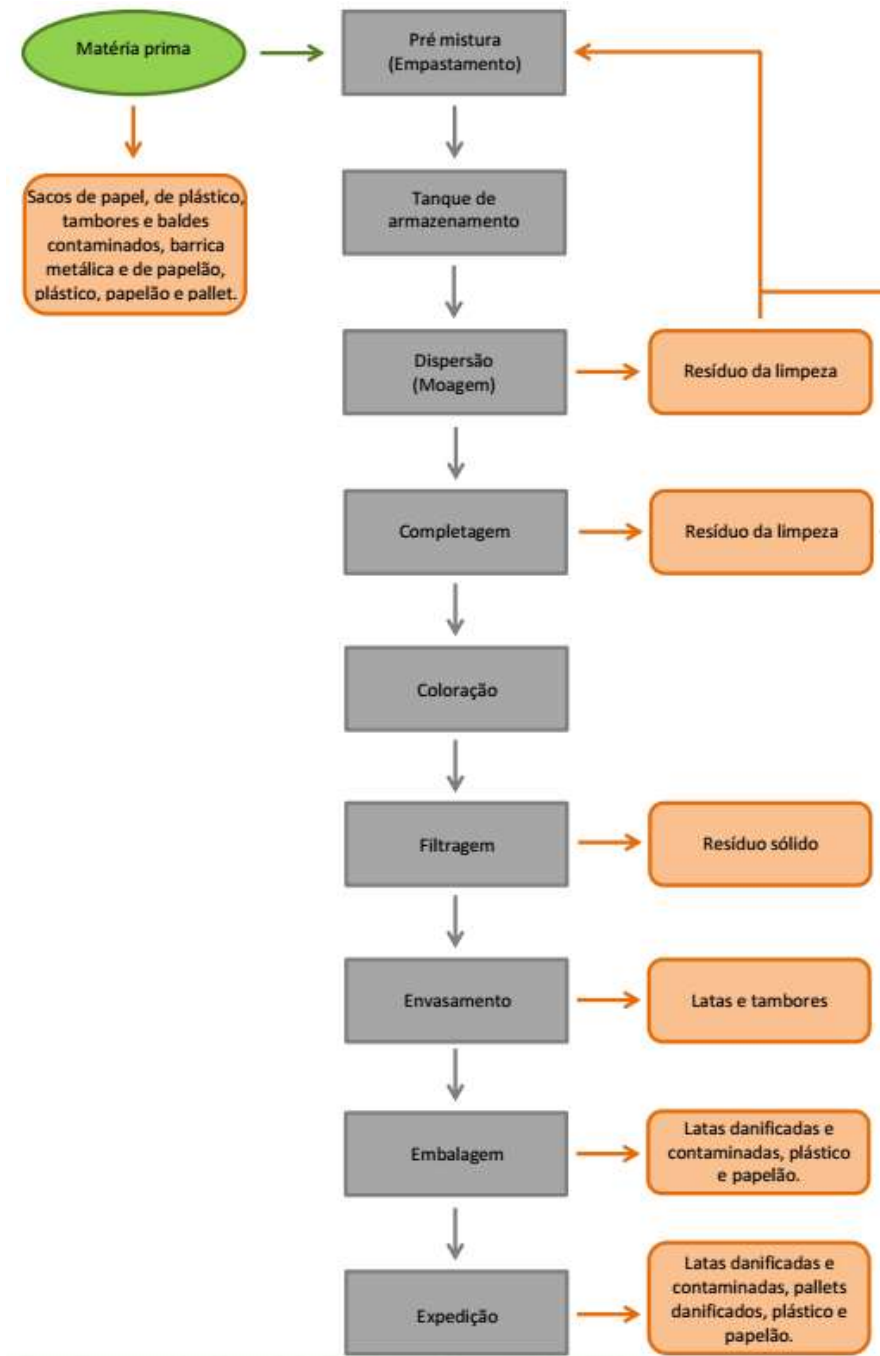 Matéria prima
Pré mistura
(Empastamento)
Sacos de papel, de plástico,
tambores e baldes
contaminados, barrica
metálica e de papelão,
plástico, papelão e pallet.
Tanque de
armazenamento
Dispersão
(Moagem)
Resíduo da limpeza
Completagem
Resíduo da limpeza
Coloração
Filtragem
Resíduo sólido
Envasamento
Latas e tambores
Embalagem
Latas danificadas e
contaminadas, plástico
e papelão.
Expedição
Latas danificadas e
contaminadas, pallets
danificados, plástico e
papelão.